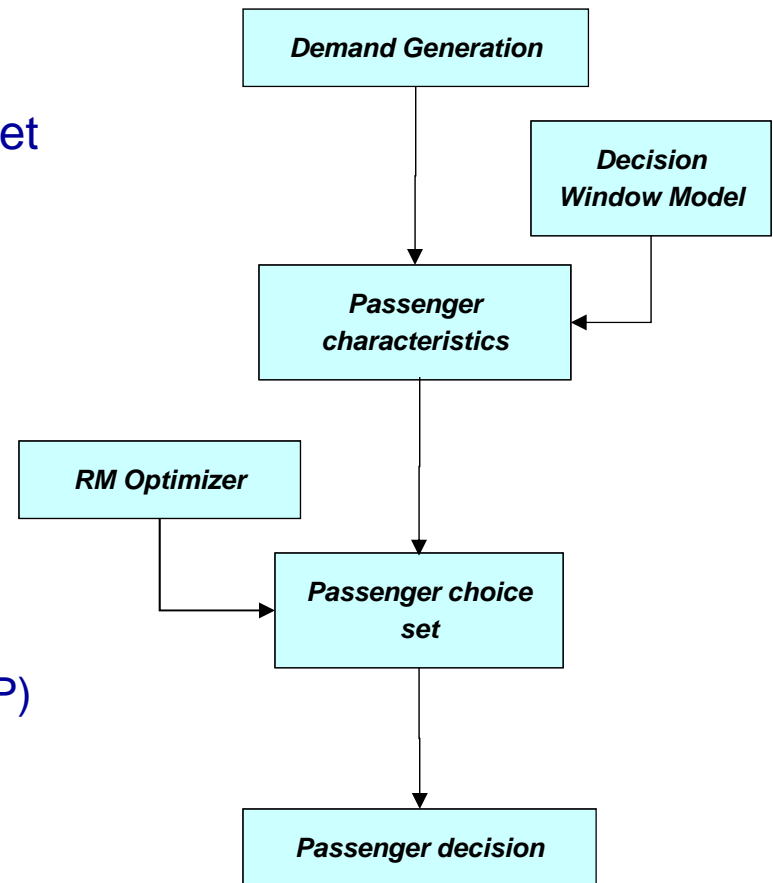 Demand Generation
et
Decision
Window Model
Passenger
characteristics
RM Optimizer
Passenger choice
set
P)
Passenger decision